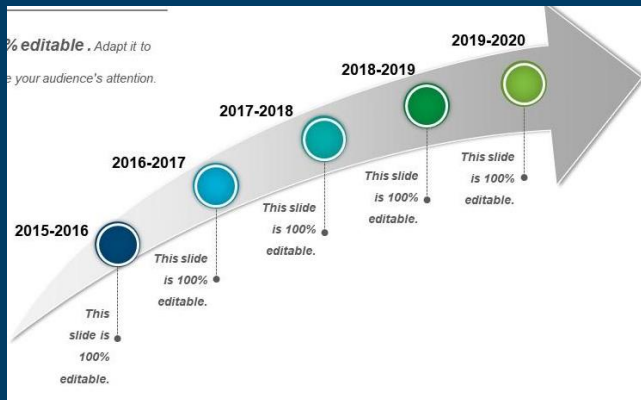 % editable . Adapt it to
e your audience's attention.
2019-2020
2018-2019
2017-2018
2016-2017
2015-2016
This slide
is 100%
editable.
This slide
is 100%
editable.
This slide
is 100%
editable.
This slide
is 100%
editable.
This
slide is
100%
editable.